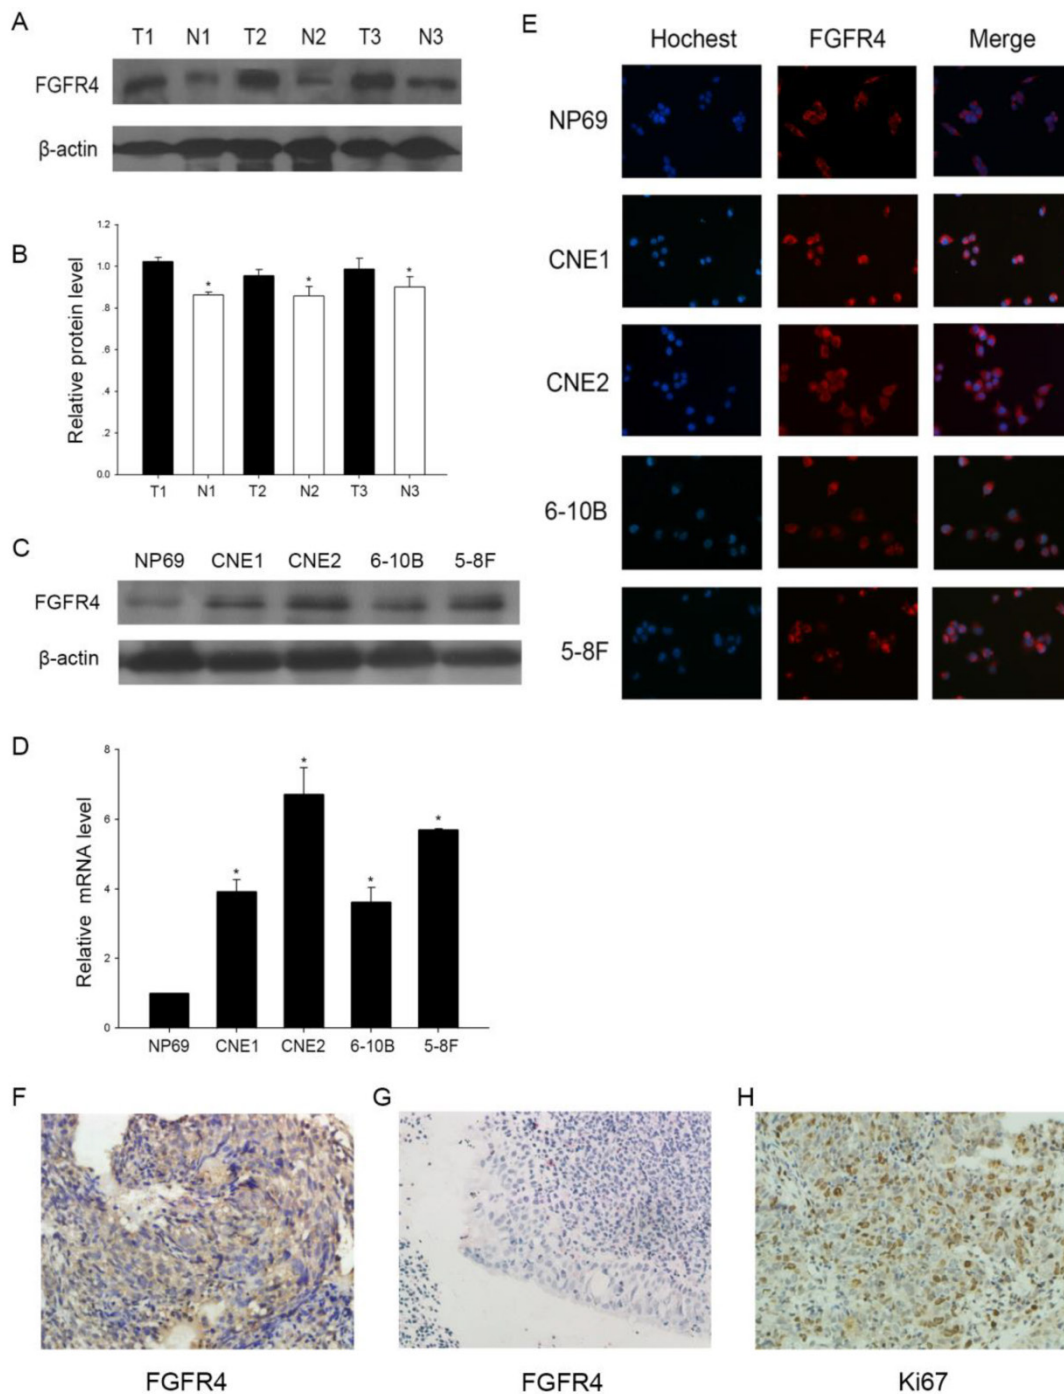 A
T1 N1 T2 N2 T3 N3
FGFR4
β-actin
B
Relative protein level
1.2
1.0
.8
.6
.4
.2
0.0
* * *
T1 N1 T2 N2 T3 N3
C
NP69 CNE1 CNE2 6-10B 5-8F
FGFR4
β-actin
D
Relative mRNA level
8
6
4
2
0
* * * *
NP69 CNE1 CNE2 6-10B 5-8F
E
Hochest FGFR4 Merge
NP69
CNE1
CNE2
6-10B
5-8F
F
FGFR4
G
FGFR4
H
Ki67